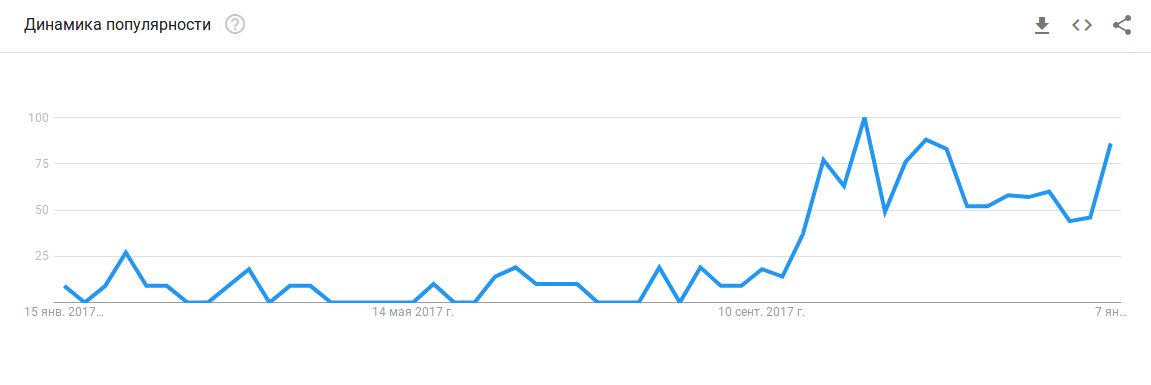 Динамика популярности ?
100
75
50
25
15 янв. 2017…
14 мая 2017 г.
10 сент. 2017 г.
7 ян…